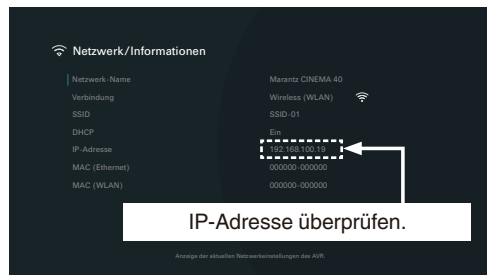 Netzwerk/Informationen
Netzwerk-Name Marantz CINEMA 40
Verbindung Wireless (WLAN)
SSID SSID-01
DHCP Ein
IP-Adresse 192.168.100.19
MAC (Ethernet) 000000-000000
MAC (WLAN) 000000-000000
IP-Adresse überprüfen.
Anzeige der aktuellen Netzwerkeinstellungen des AVR.